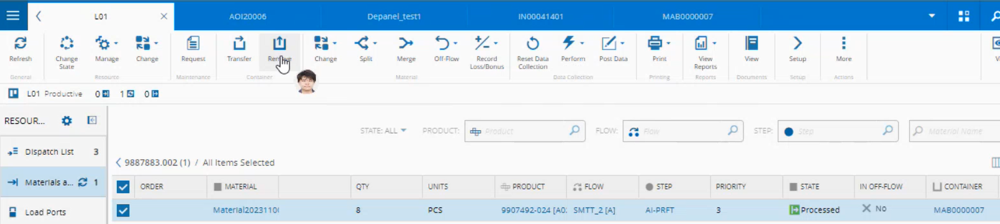 L01 AOI20006 Depanel_test1 IN00041401 MAB0000007
Refresh Change State Manage Change Request Transfer Change Split Merge Off-Flow Record Loss/Bonus Reset Data Collection Perform Post Data Print View Reports View Setup More
General Resource Maintenance Container Material Data Collection Printing Reports Documents Setup Actions
L01 Productive 0 1 0
RESOUR... STATE: ALL PRODUCT: Product FLOW: Flow STEP: Step Material Name
Dispatch List 3
9887883.002 (1) / All Items Selected
Materials a... 1
ORDER MATERIAL QTY UNITS PRODUCT FLOW STEP PRIORITY STATE IN OFF-FLOW CONTAINER
Load Ports
8 PCS SMTT_2 [A] AI-PRFT 3 Processed No MAB0000007